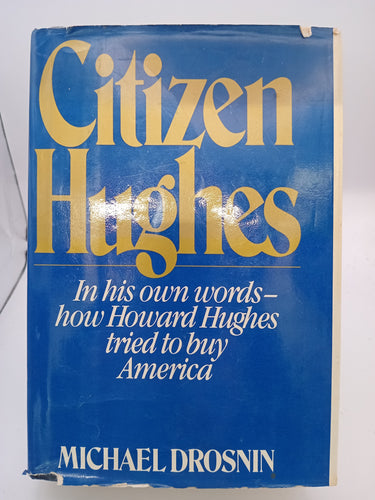 Citizen
Hughes
In his own words–
how Howard Hughes
tried to buy
America
MICHAEL DROSNIN